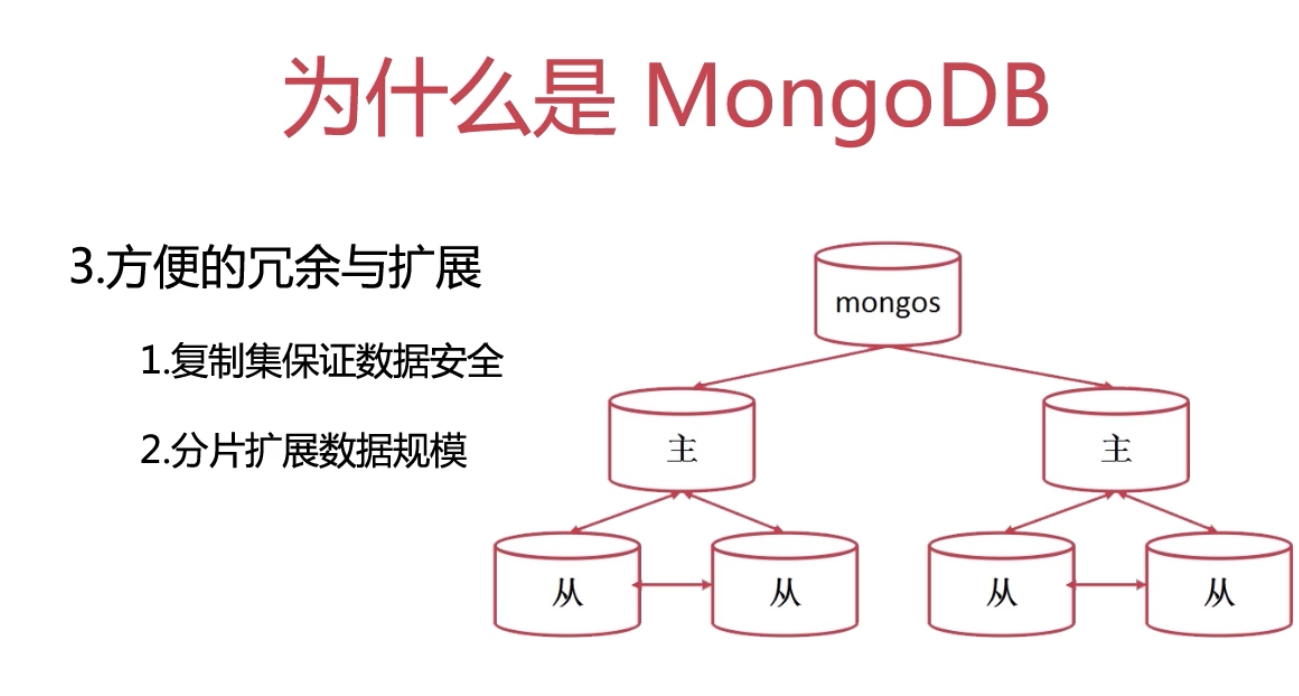 为什么是 MongoDB
3.方便的冗余与扩展
1.复制集保证数据安全
2.分片扩展数据规模
mongos
主
主
从
从
从
从